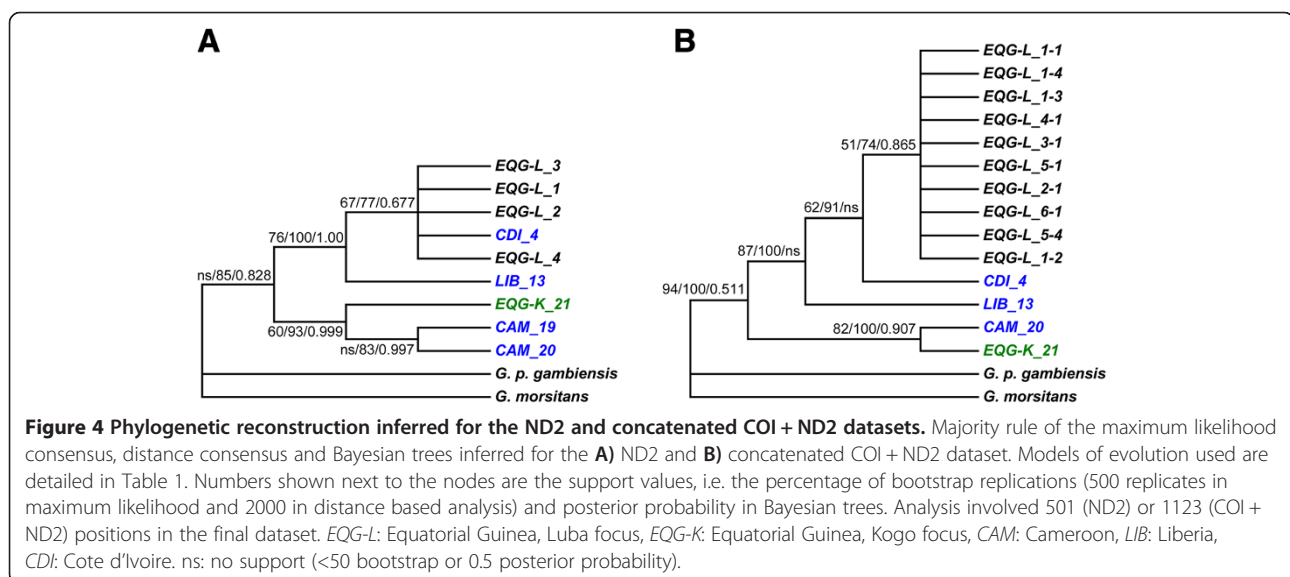 A
B
EQG-L_3
EQG-L_1
67/77/0.677
EQG-L_2
76/100/1.00
CDI_4
EQG-L_4
ns/85/0.828
LIB_13
EQG-K_21
60/93/0.999
CAM_19
ns/83/0.997
CAM_20
G. p. gambiensis
G. morsitans
EQG-L_1-1
EQG-L_1-4
EQG-L_1-3
EQG-L_4-1
51/74/0.865
EQG-L_3-1
EQG-L_5-1
EQG-L_2-1
62/91/ns
EQG-L_6-1
EQG-L_5-4
87/100/ns
EQG-L_1-2
CDI_4
94/100/0.511
LIB_13
82/100/0.907
CAM_20
EQG-K_21
G. p. gambiensis
G. morsitans
Figure 4 Phylogenetic reconstruction inferred for the ND2 and concatenated COI + ND2 datasets. Majority rule of the maximum likelihood
consensus, distance consensus and Bayesian trees inferred for the A) ND2 and B) concatenated COI + ND2 dataset. Models of evolution used are
detailed in Table 1. Numbers shown next to the nodes are the support values, i.e. the percentage of bootstrap replications (500 replicates in
maximum likelihood and 2000 in distance based analysis) and posterior probability in Bayesian trees. Analysis involved 501 (ND2) or 1123 (COI +
ND2) positions in the final dataset. EQG-L: Equatorial Guinea, Luba focus, EQG-K: Equatorial Guinea, Kogo focus, CAM: Cameroon, LIB: Liberia,
CDI: Cote d'Ivoire. ns: no support (<50 bootstrap or 0.5 posterior probability).